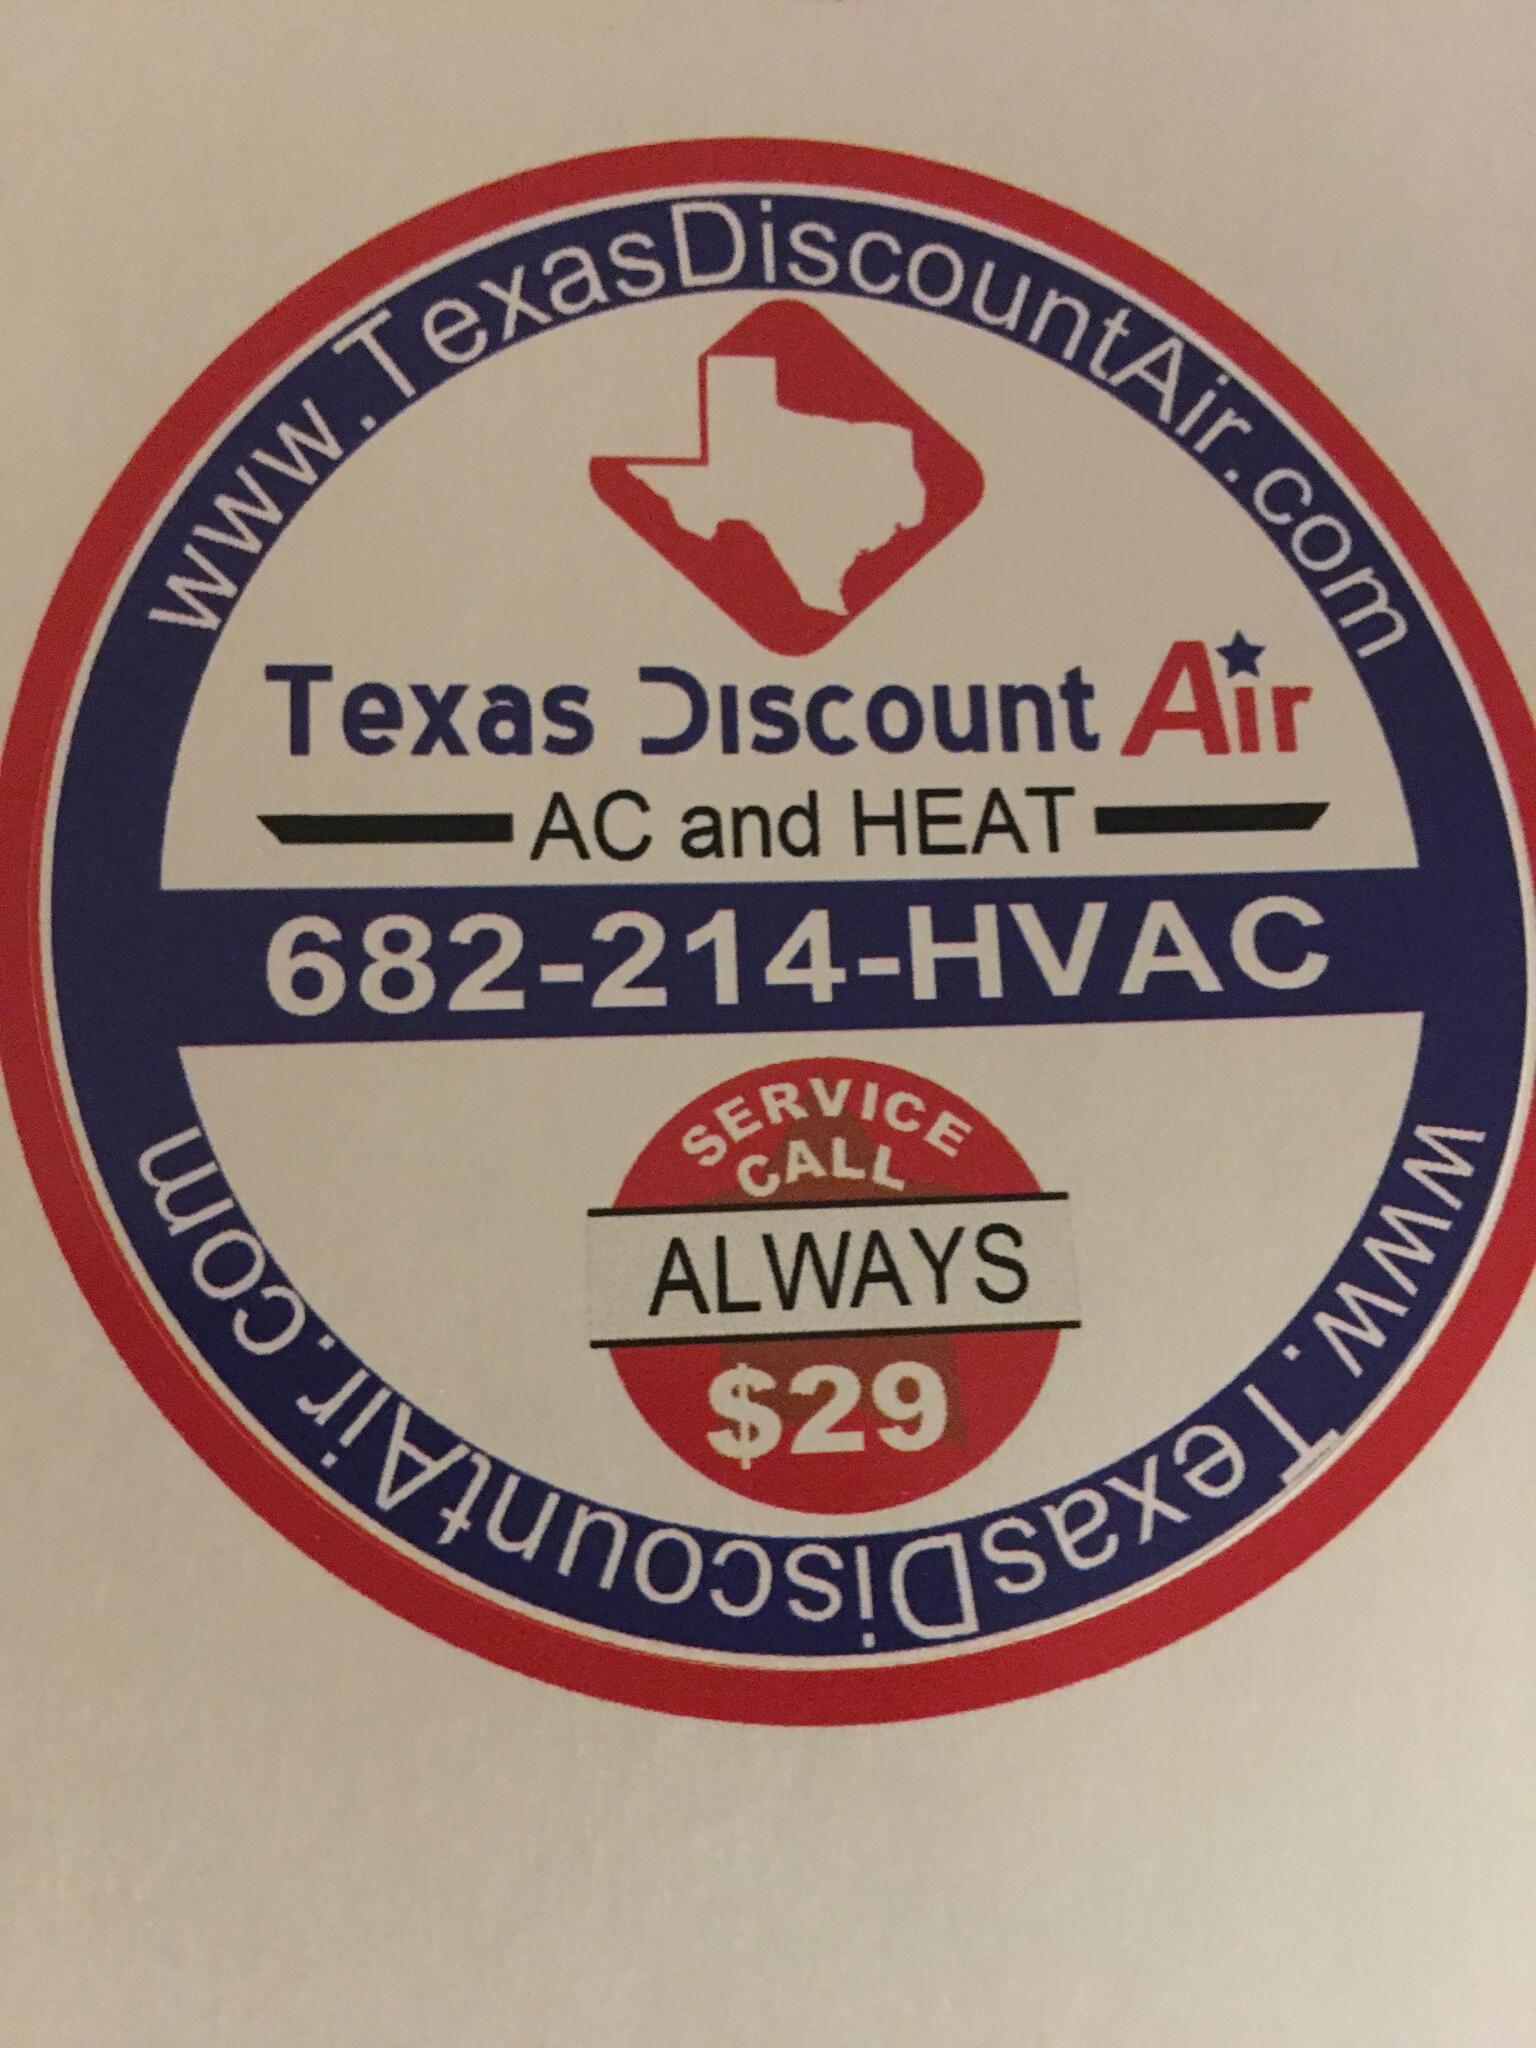 www.TexasDiscountAir.com
Texas Discount Air
AC and HEAT
682-214-HVAC
SERVICE
CALL
ALWAYS
$29
www.TexasDiscountAir.com